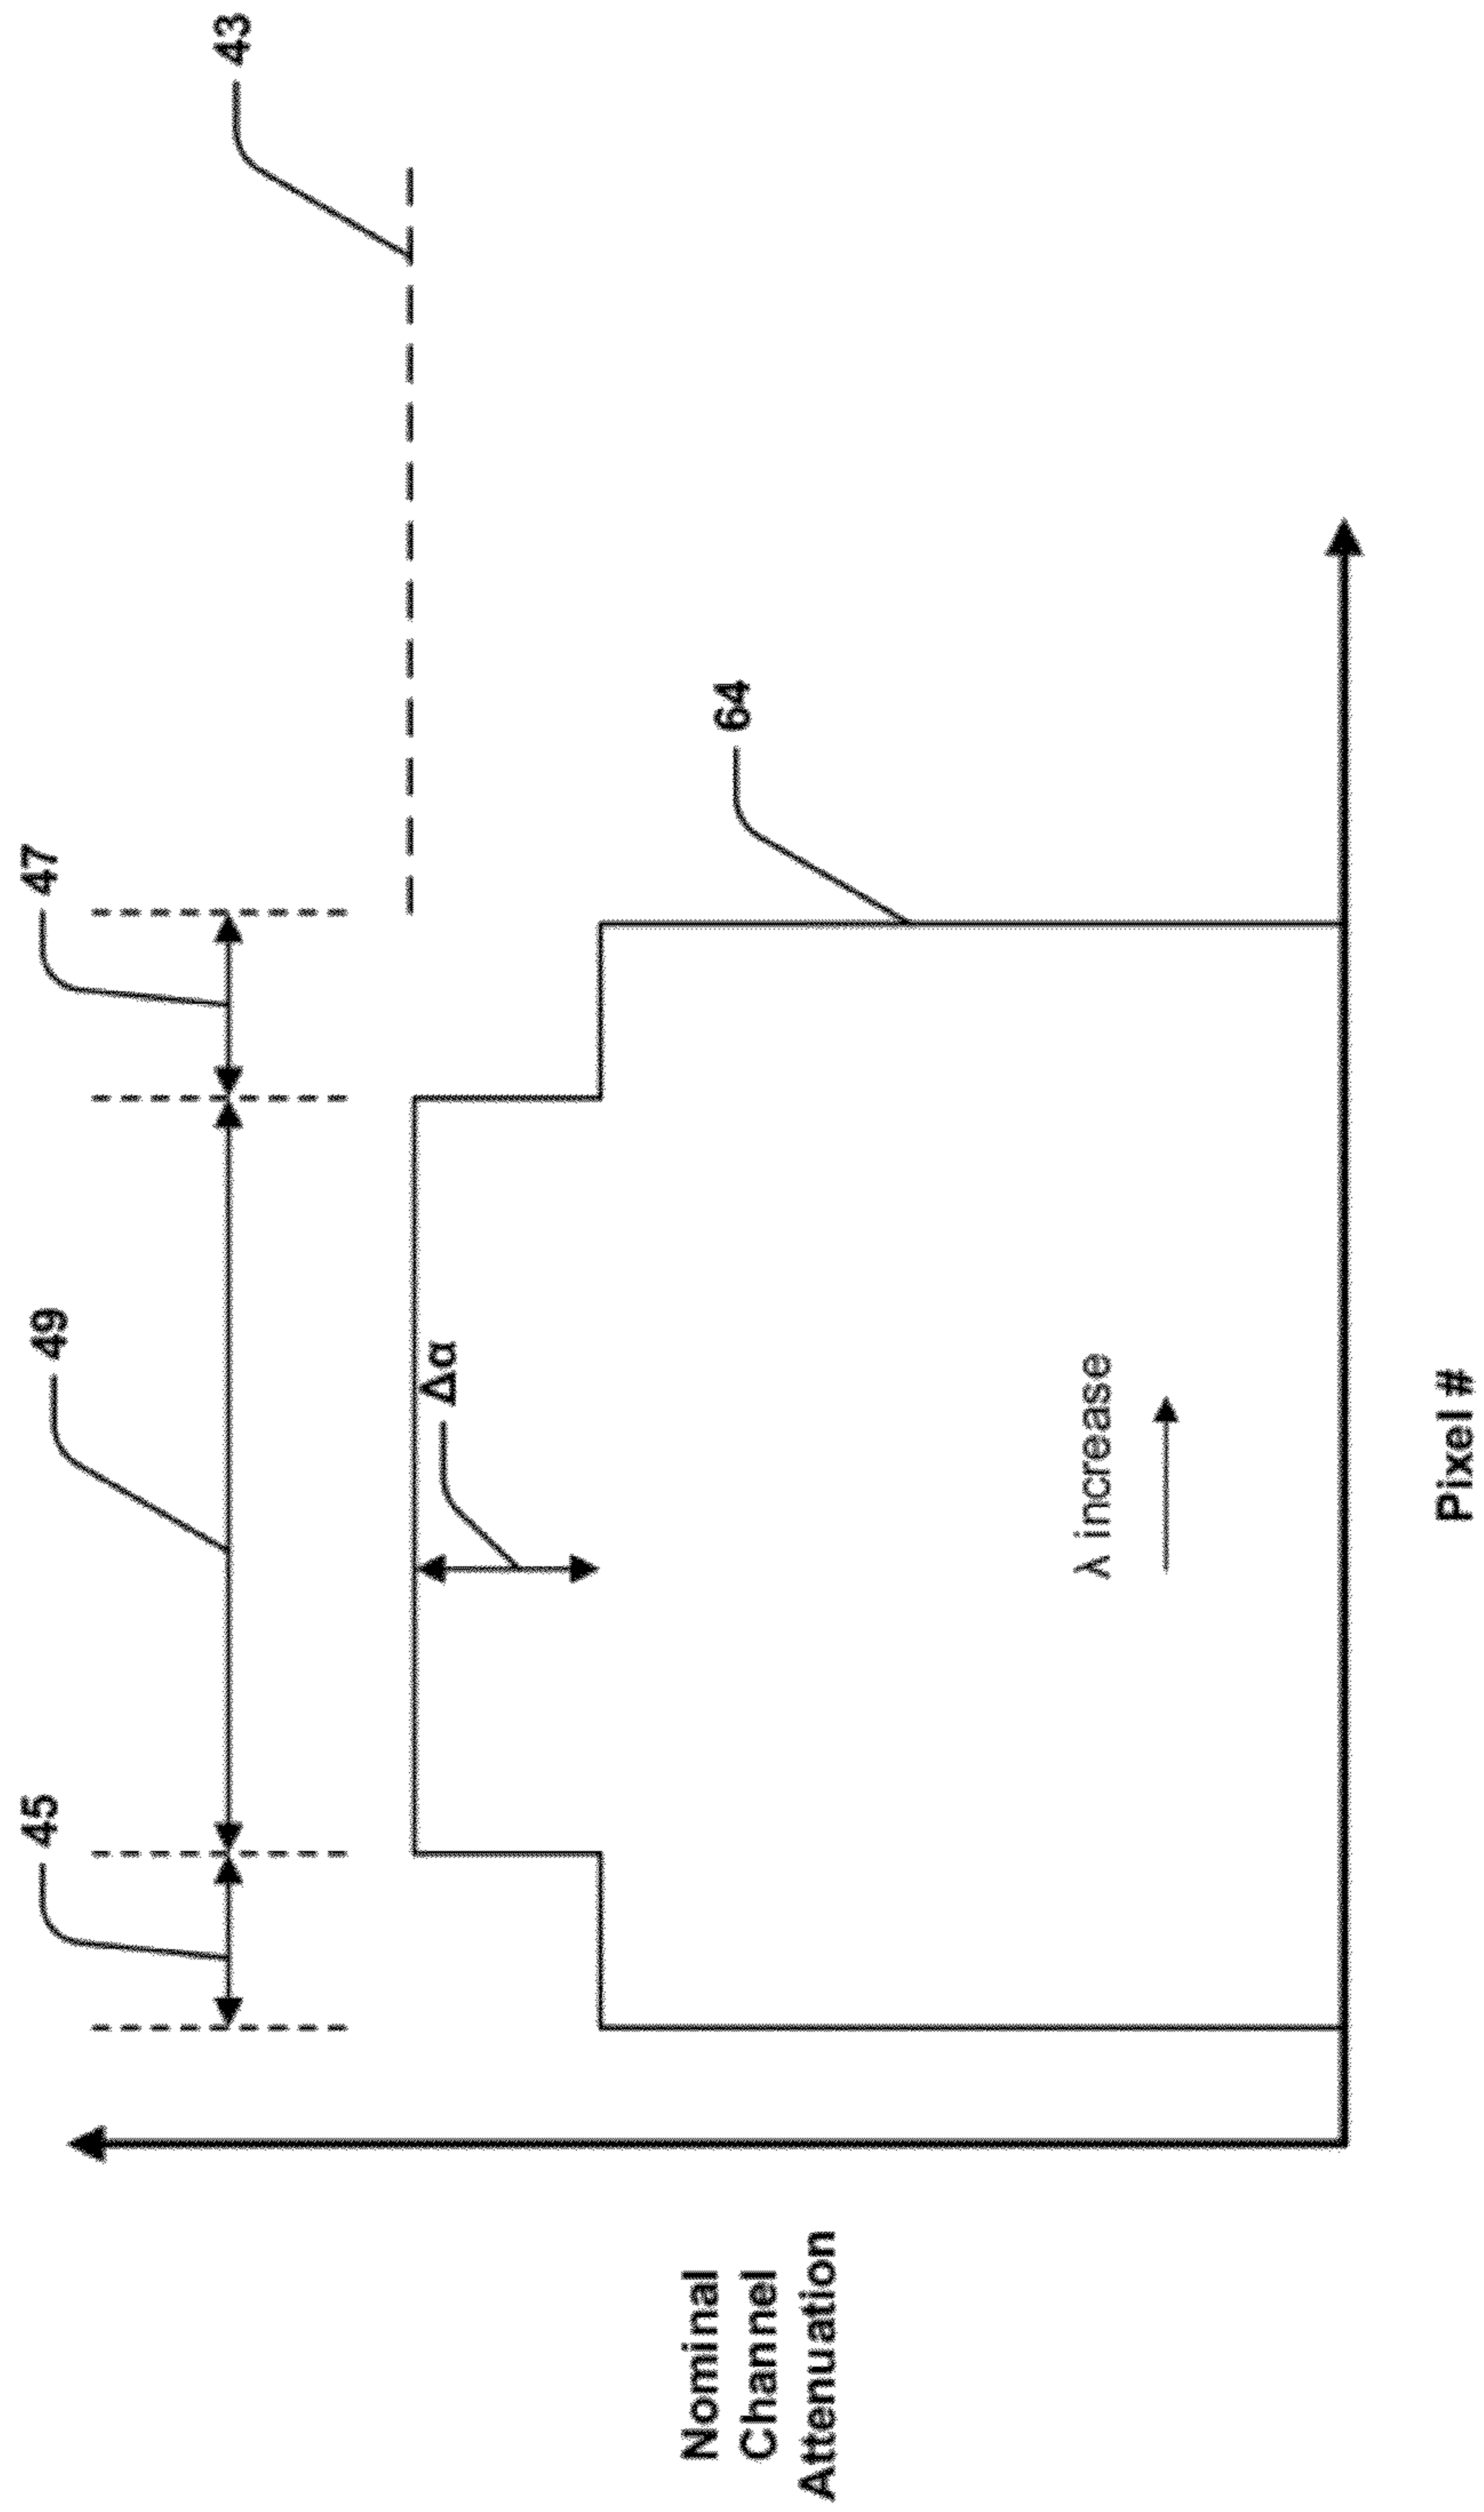 45
49
47
43
Δα
64
Nominal
Channel
Attenuation
λ increase
Pixel #